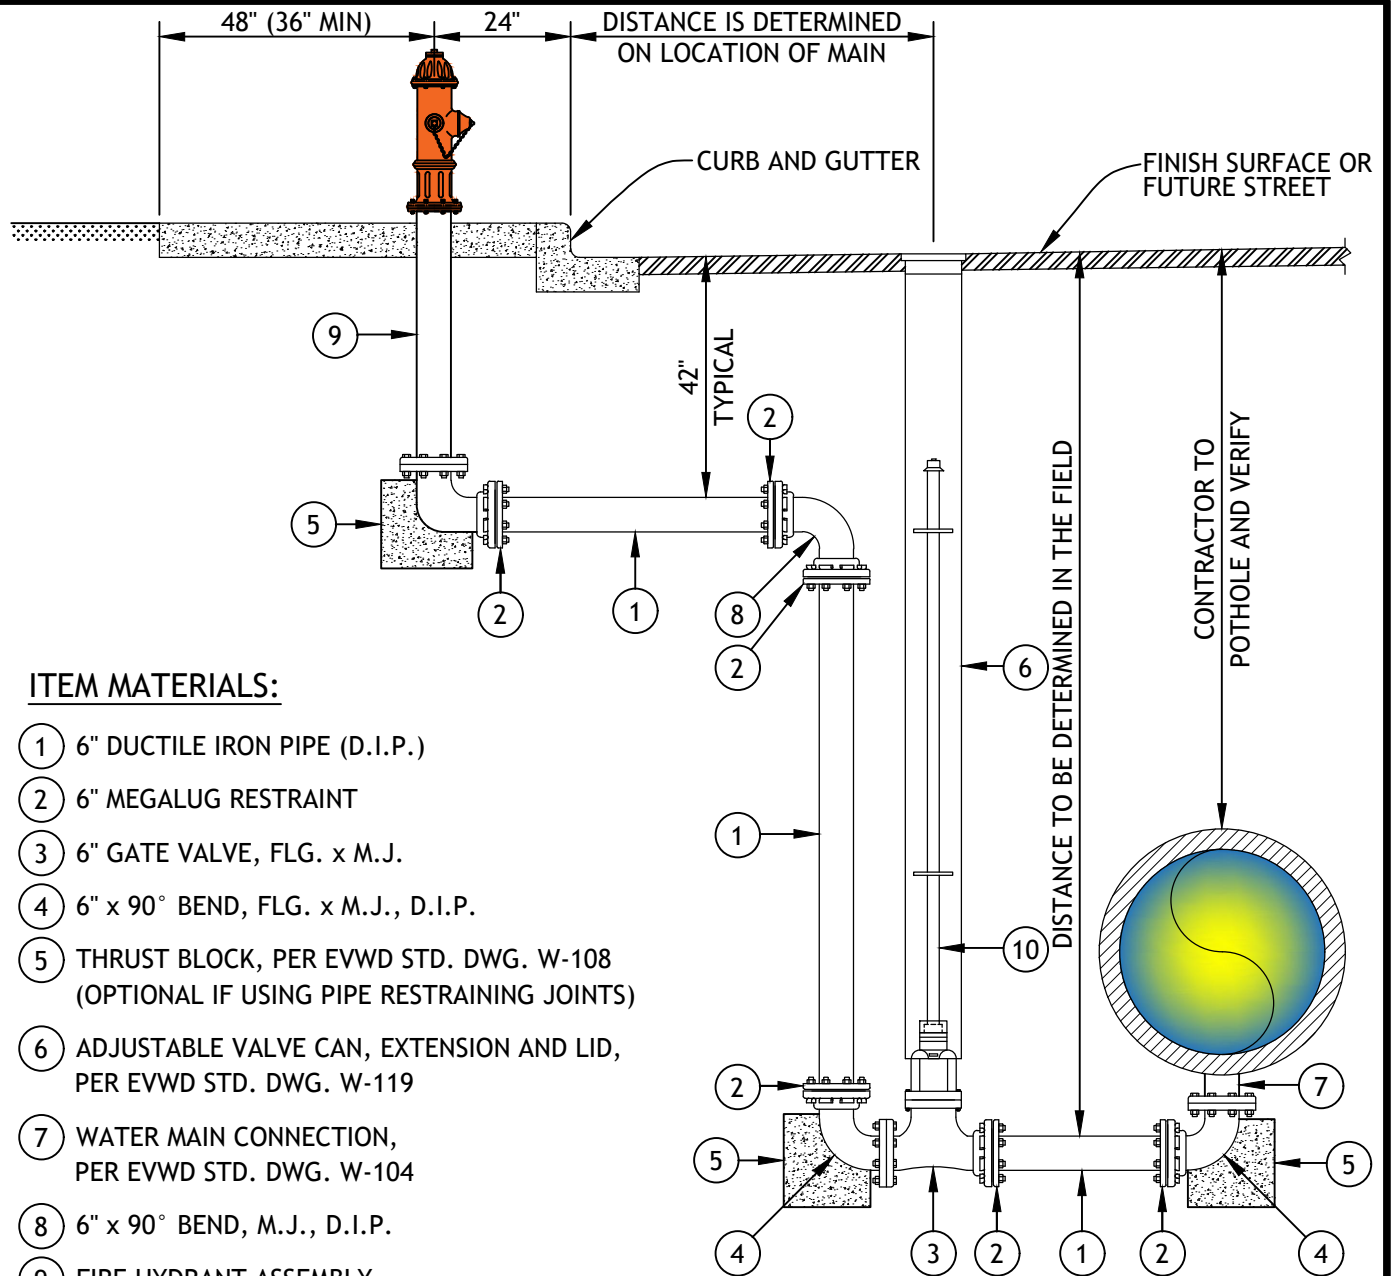 48" (36" MIN)
24"
DISTANCE IS DETERMINED
ON LOCATION OF MAIN
CURB AND GUTTER
FINISH SURFACE OR
FUTURE STREET
9
42"
TYPICAL
2
5
2
1
8
2
6
DISTANCE TO BE DETERMINED IN THE FIELD
CONTRACTOR TO
POTHOLE AND VERIFY
ITEM MATERIALS:
1 6" DUCTILE IRON PIPE (D.I.P.)
2 6" MEGALUG RESTRAINT
3 6" GATE VALVE, FLG. x M.J.
4 6" x 90° BEND, FLG. x M.J., D.I.P.
5 THRUST BLOCK, PER EVWD STD. DWG. W-108
(OPTIONAL IF USING PIPE RESTRAINING JOINTS)
6 ADJUSTABLE VALVE CAN, EXTENSION AND LID,
PER EVWD STD. DWG. W-119
7 WATER MAIN CONNECTION,
PER EVWD STD. DWG. W-104
8 6" x 90° BEND, M.J., D.I.P.
9 FIRE HYDRANT ASSEMBLY
1
10
2
7
5
5
4
3
2
1
2
4